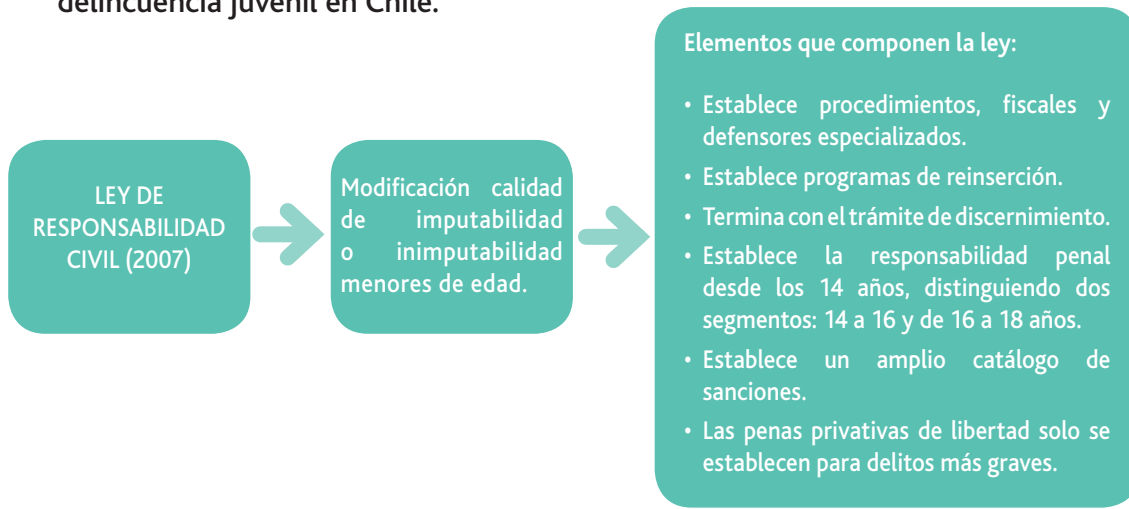 delincuencia juvenil en Chile.
LEY DE
RESPONSABILIDAD
CIVIL (2007)
Modificación calidad
de imputabilidad
o inimputabilidad
menores de edad.
Elementos que componen la ley:
• Establece procedimientos, fiscales y
defensores especializados.
• Establece programas de reinserción.
• Termina con el trámite de discernimiento.
• Establece la responsabilidad penal
desde los 14 años, distinguiendo dos
segmentos: 14 a 16 y de 16 a 18 años.
• Establece un amplio catálogo de
sanciones.
• Las penas privativas de libertad solo se
establecen para delitos más graves.